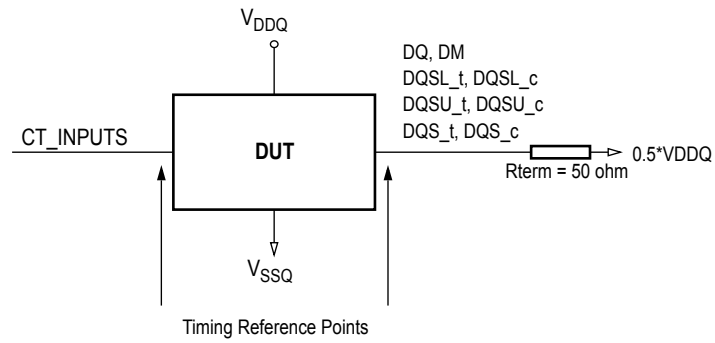 VDDQ
DQ, DM
DQSL_t, DQSL_c
DQSU_t, DQSU_c
DQS_t, DQS_c
CT_INPUTS
DUT
0.5*VDDQ
Rterm = 50 ohm
VSSQ
Timing Reference Points